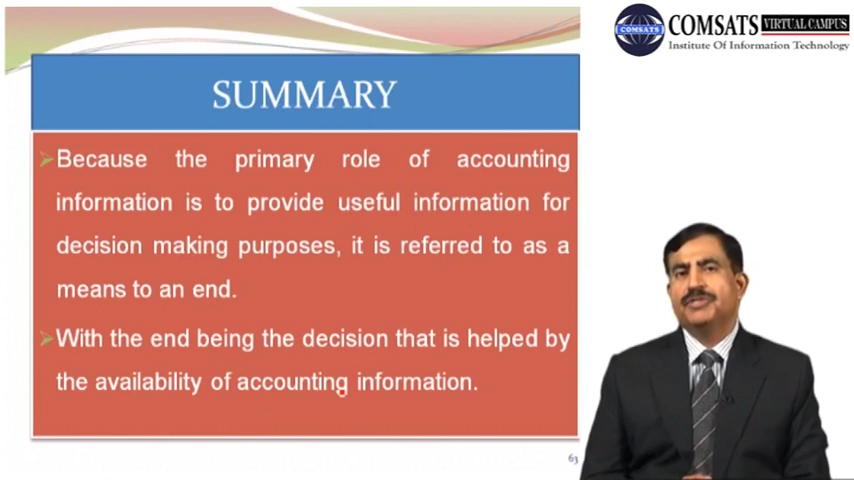 COMSATS VIRTUAL CAMPUS
COMSATS
Institute Of Information Technology
SUMMARY
Because the primary role of accounting
information is to provide useful information for
decision making purposes, it is referred to as a
means to an end.
With the end being the decision that is helped by
the availability of accounting information.
63